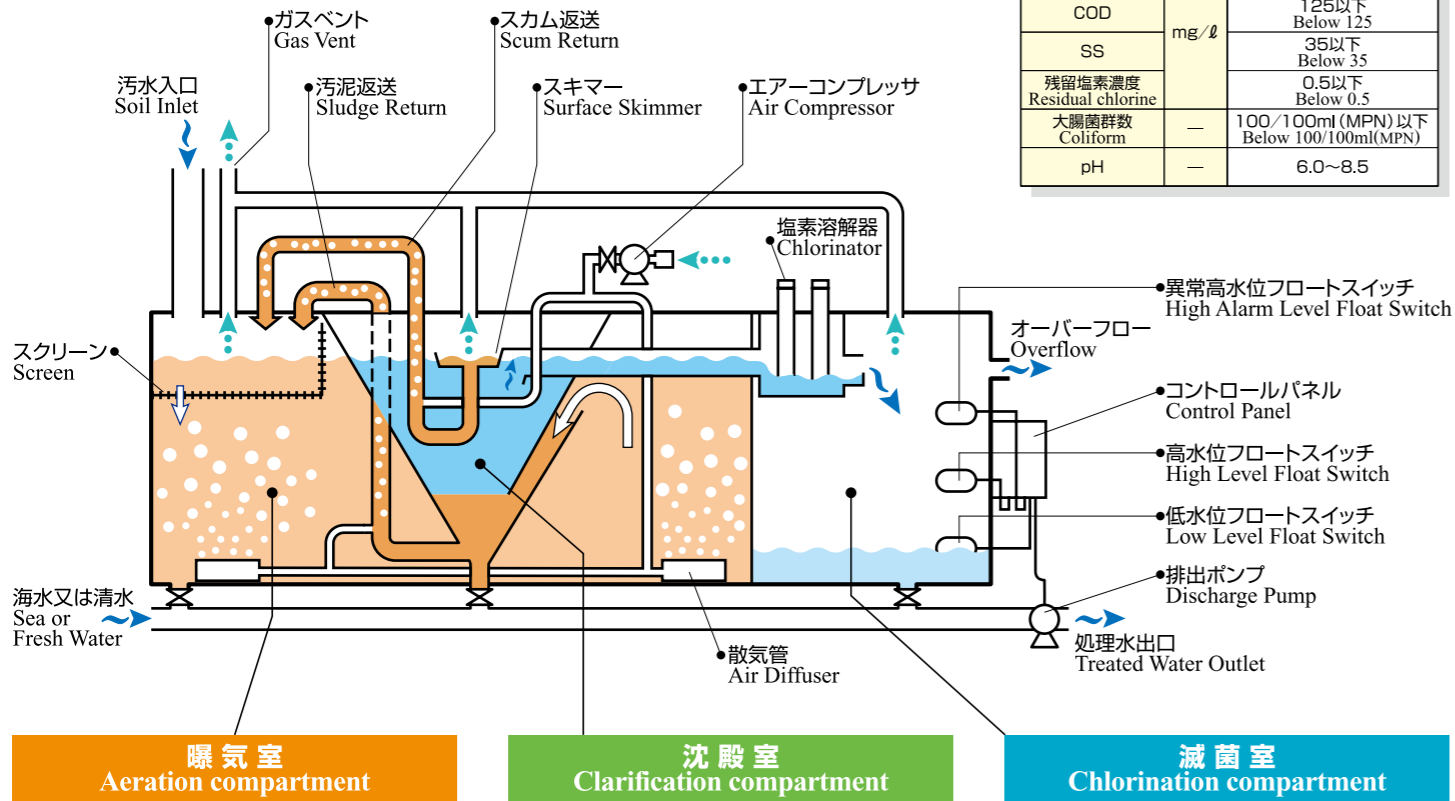 ガスベント
Gas Vent
スカム返送
Scum Return
汚水入口
Soil Inlet
汚泥返送
Sludge Return
スキマー
Surface Skimmer
エアーコンプレッサ
Air Compressor
COD
mg/ℓ
125以下
Below 125
SS
35以下
Below 35
残留塩素濃度
Residual chlorine
0.5以下
Below 0.5
大腸菌群数
Coliform
—
100/100ml(MPN)以下
Below 100/100ml(MPN)
pH
—
6.0〜8.5
塩素溶解器
Chlorinator
異常高水位フロートスイッチ
High Alarm Level Float Switch
オーバーフロー
Overflow
スクリーン
Screen
コントロールパネル
Control Panel
高水位フロートスイッチ
High Level Float Switch
低水位フロートスイッチ
Low Level Float Switch
排出ポンプ
Discharge Pump
海水又は清水
Sea or
Fresh Water
処理水出口
Treated Water Outlet
散気管
Air Diffuser
曝気室
Aeration compartment
沈殿室
Clarification compartment
滅菌室
Chlorination compartment